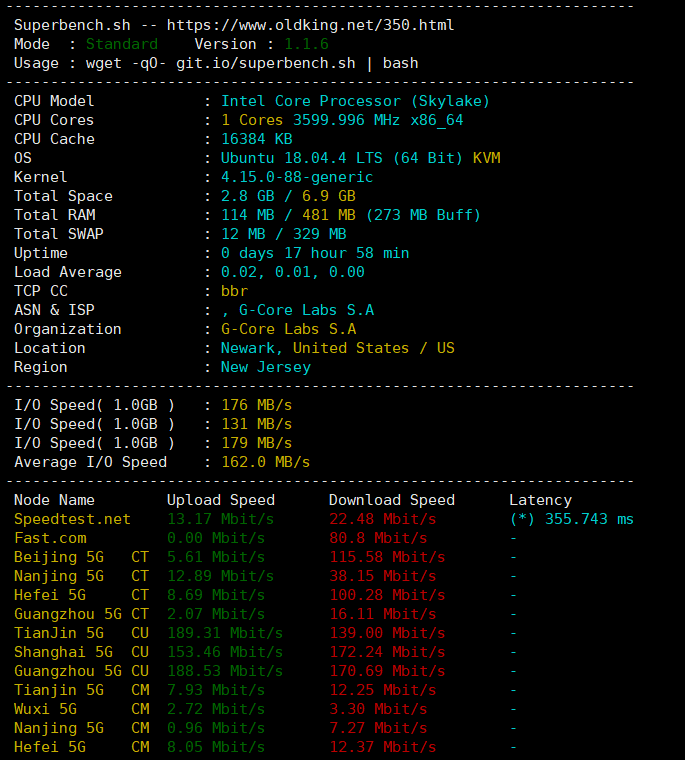 ----------------------------------------------------------------------
Superbench.sh -- https://www.oldking.net/350.html
Mode  : Standard    Version : 1.1.6
Usage : wget -qO- git.io/superbench.sh | bash
----------------------------------------------------------------------
CPU Model            : Intel Core Processor (Skylake)
CPU Cores            : 1 Cores 3599.996 MHz x86_64
CPU Cache            : 16384 KB
OS                   : Ubuntu 18.04.4 LTS (64 Bit) KVM
Kernel               : 4.15.0-88-generic
Total Space          : 2.8 GB / 6.9 GB
Total RAM            : 114 MB / 481 MB (273 MB Buff)
Total SWAP           : 12 MB / 329 MB
Uptime               : 0 days 17 hour 58 min
Load Average         : 0.02, 0.01, 0.00
TCP CC               : bbr
ASN & ISP            : , G-Core Labs S.A
Organization         : G-Core Labs S.A
Location             : Newark, United States / US
Region               : New Jersey
----------------------------------------------------------------------
I/O Speed( 1.0GB )   : 176 MB/s
I/O Speed( 1.0GB )   : 131 MB/s
I/O Speed( 1.0GB )   : 179 MB/s
Average I/O Speed    : 162.0 MB/s
----------------------------------------------------------------------
Node Name        Upload Speed      Download Speed      Latency
Speedtest.net    13.17 Mbit/s      22.48 Mbit/s        (*) 355.743 ms
Fast.com         0.00 Mbit/s       80.8 Mbit/s         -
Beijing 5G   CT  5.61 Mbit/s       115.58 Mbit/s       -
Nanjing 5G   CT  12.89 Mbit/s      38.15 Mbit/s        -
Hefei 5G     CT  8.69 Mbit/s       100.28 Mbit/s       -
Guangzhou 5G CT  2.07 Mbit/s       16.11 Mbit/s        -
TianJin 5G   CU  189.31 Mbit/s     139.00 Mbit/s       -
Shanghai 5G  CU  153.46 Mbit/s     172.24 Mbit/s       -
Guangzhou 5G CU  188.53 Mbit/s     170.69 Mbit/s       -
Tianjin 5G   CM  7.93 Mbit/s       12.25 Mbit/s        -
Wuxi 5G      CM  2.72 Mbit/s       3.30 Mbit/s         -
Nanjing 5G   CM  0.96 Mbit/s       7.27 Mbit/s         -
Hefei 5G     CM  8.05 Mbit/s       12.37 Mbit/s        -